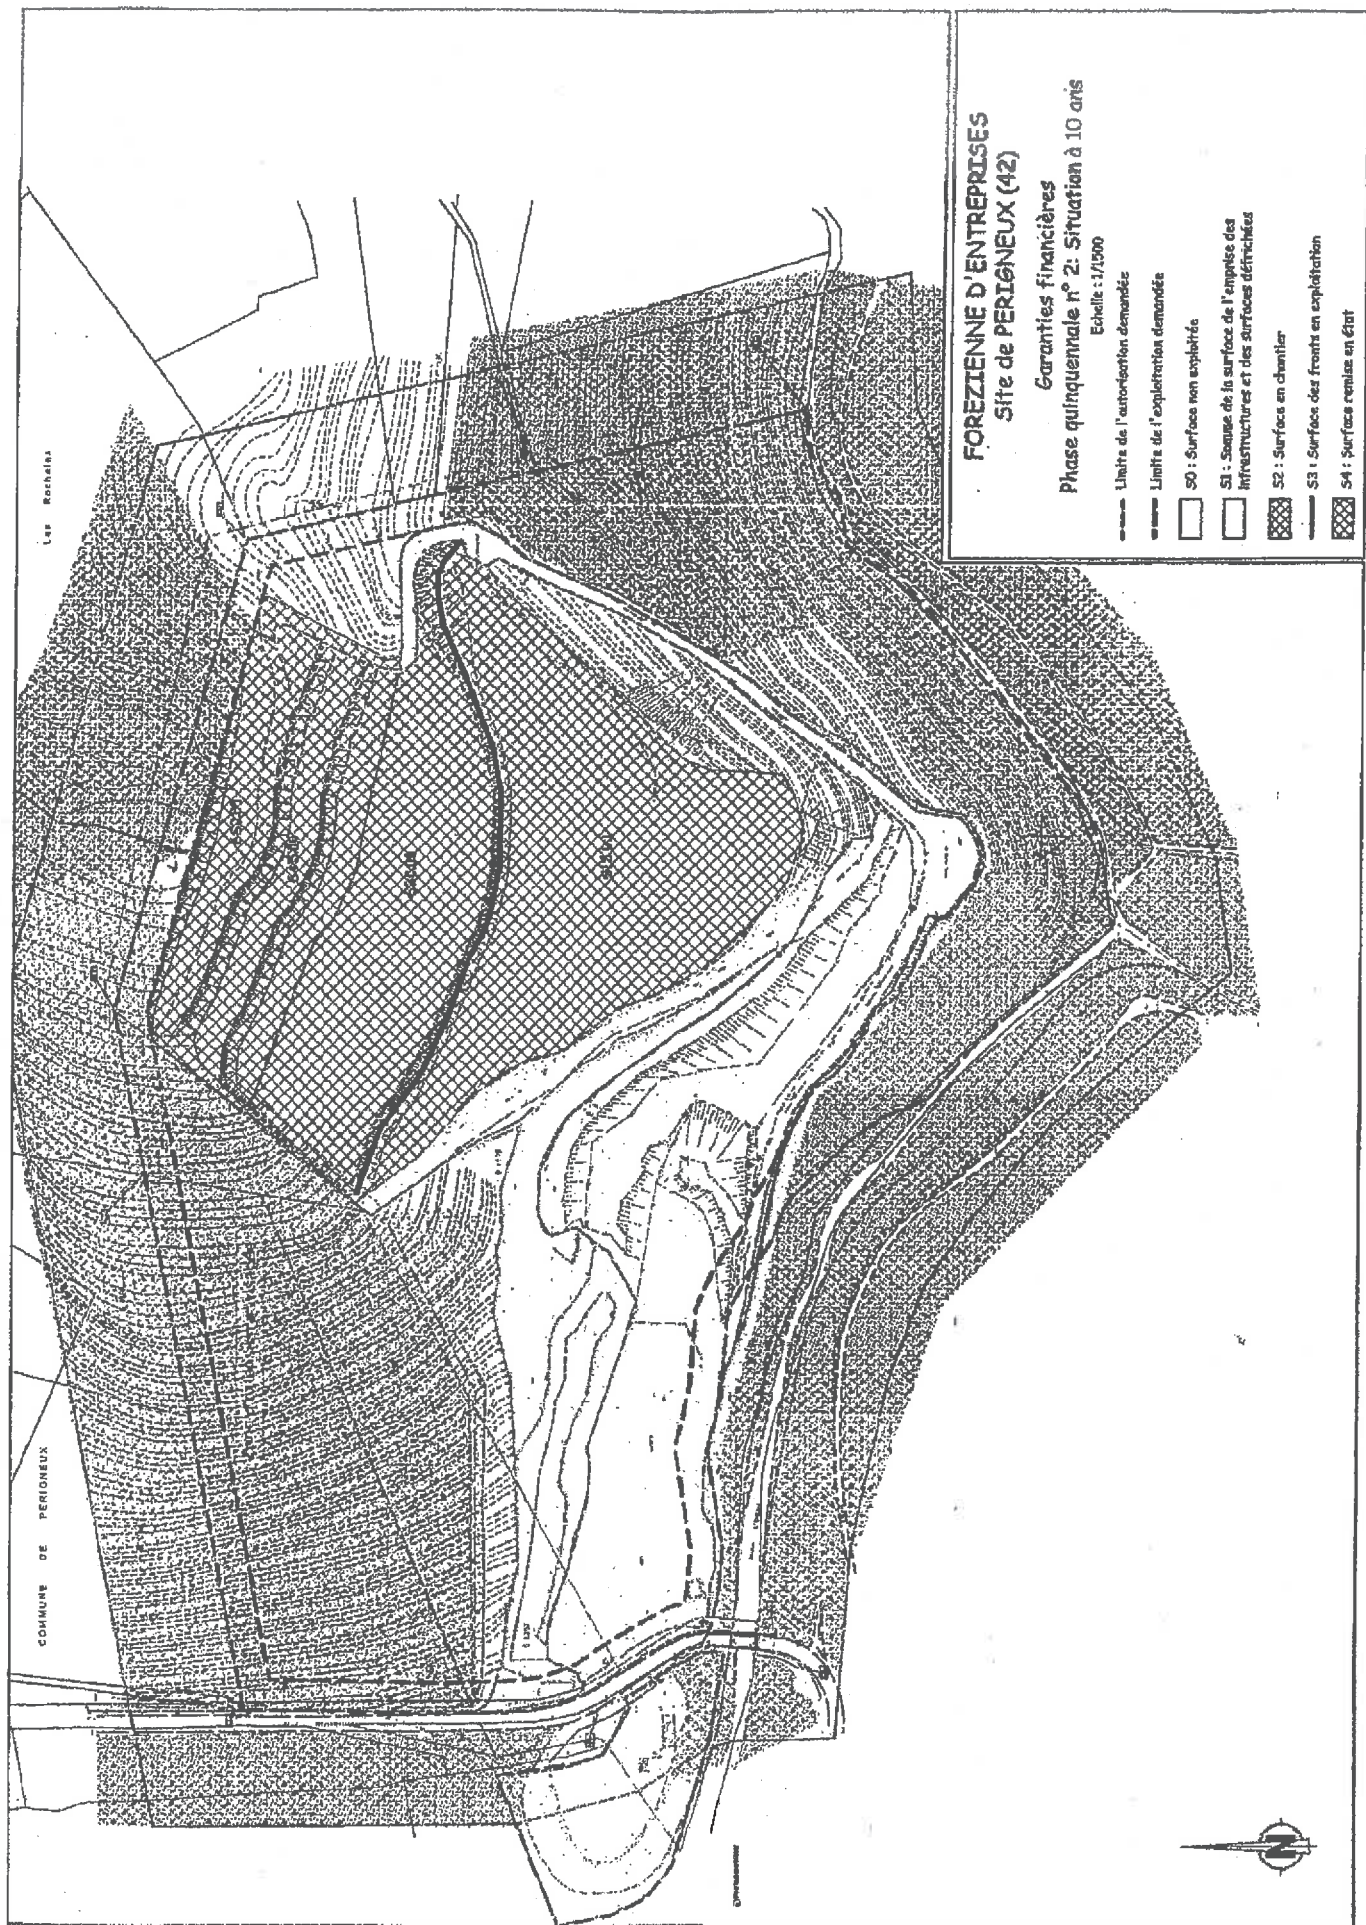 FOREZIENNE D'ENTREPRISES
Site de PERIGNEUX (42)
Garanties financières
Phase quinquennale n° 2: Situation à 10 ans
Echelle : 1/1500
Limite de l'autorisation demandée
Limite de l'exploitation demandée
S0 : Surface non exploitée
S1 : Somme de la surface de l'emprise des
infrastructures et des surfaces défrichées
S2 : Surface en chantier
S3 : Surface des fronts en exploitation
S4 : Surface remise en état
COMMUNE DE PERIGNEUX
Les Rochains
N